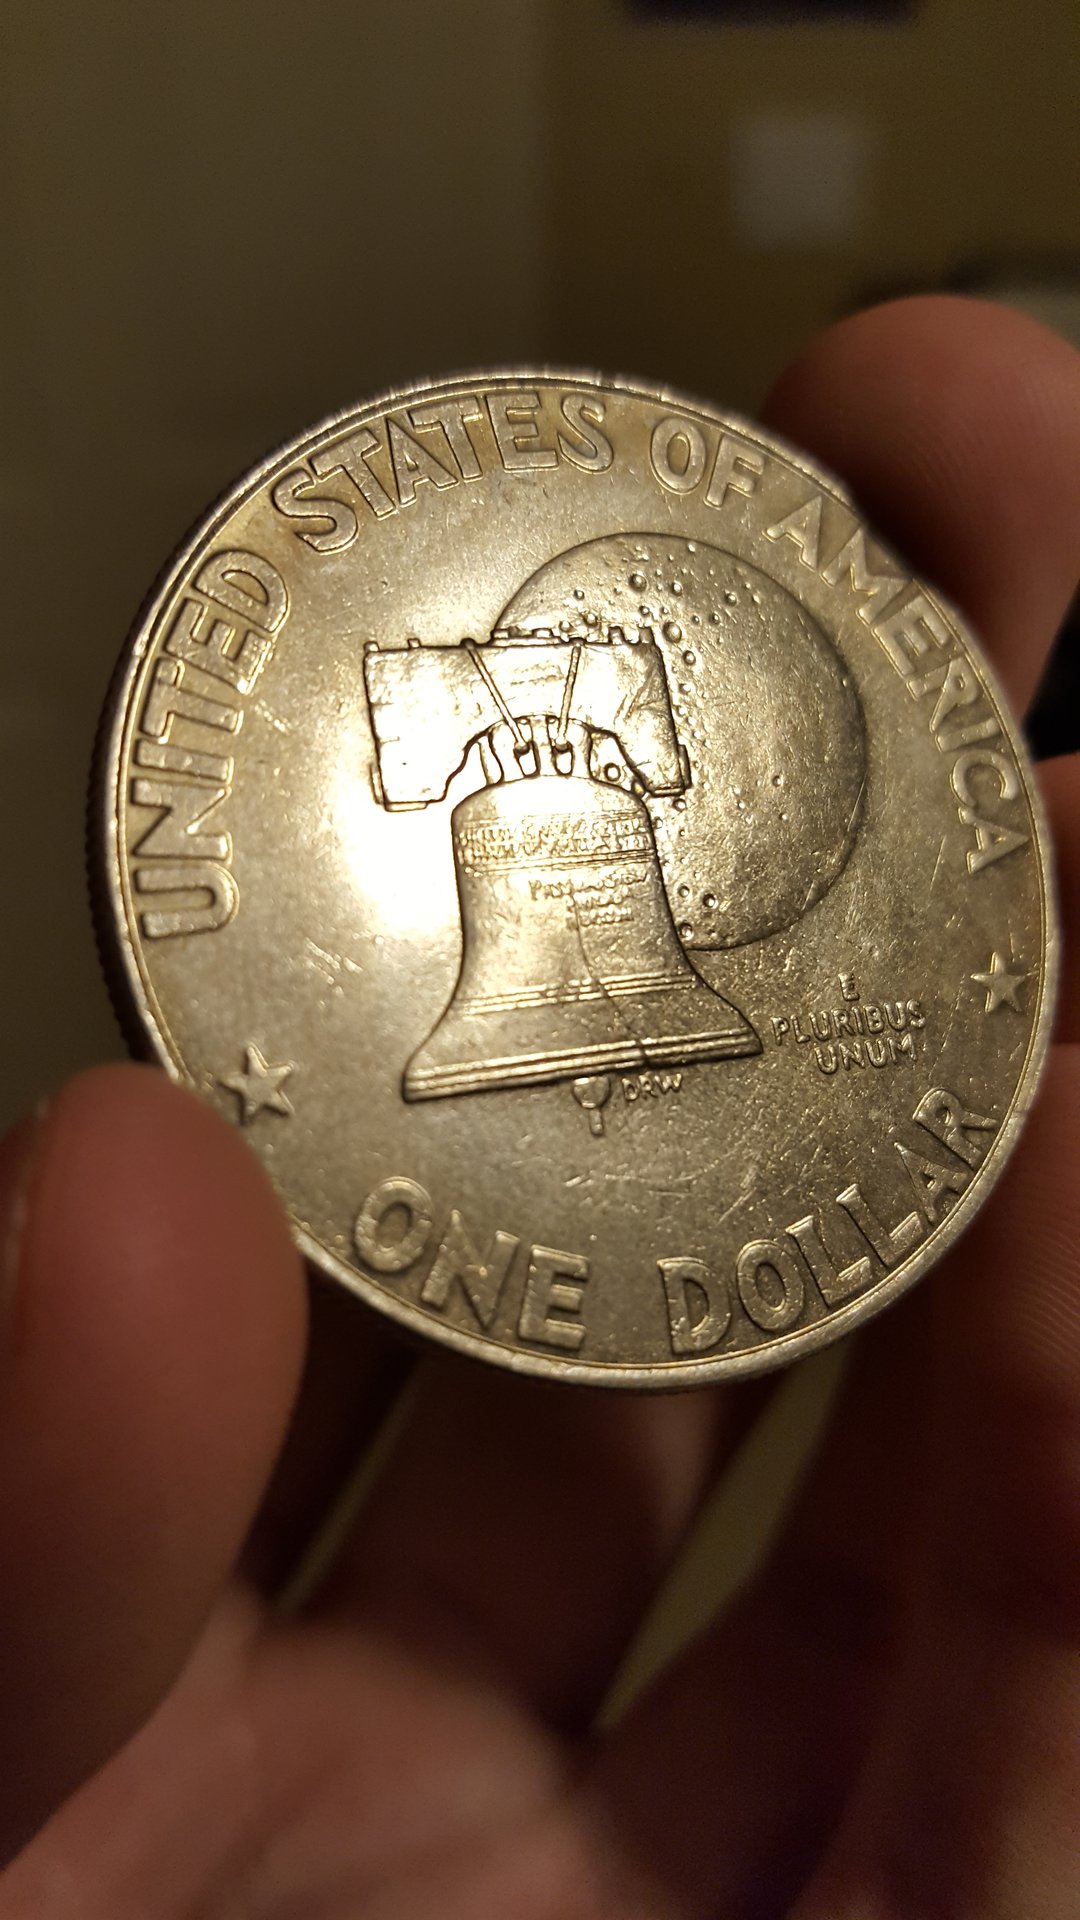 UNITED STATES OF AMERICA
E
PLURIBUS
UNUM
DRW
ONE DOLLAR